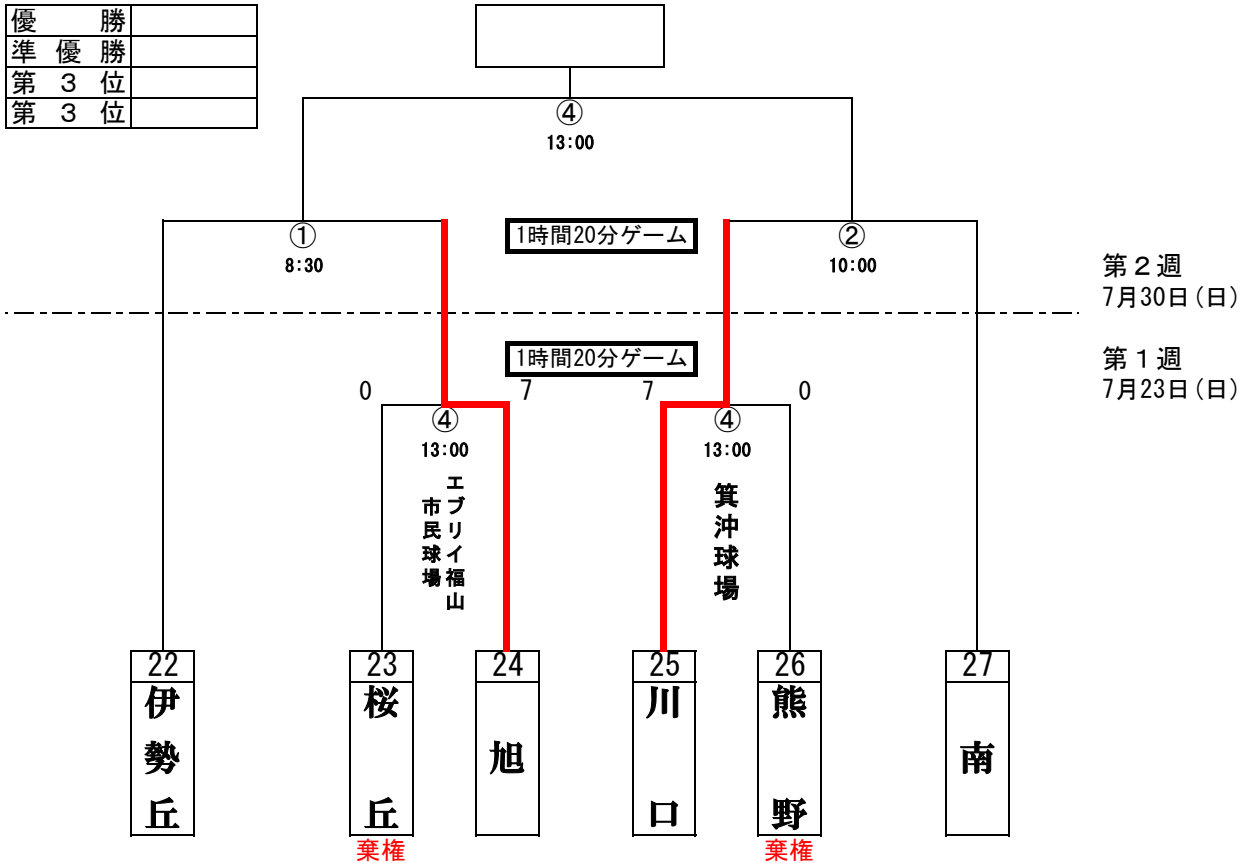 優勝
準優勝
第3位
第3位
④
13:00
①
8:30
1時間20分ゲーム
②
10:00
第2週
7月30日(日)
1時間20分ゲーム
第1週
7月23日(日)
0
7
7
0
④
13:00
エブリイ福山
市民球場
④
13:00
箕沖球場
22
伊勢丘
23
桜丘
棄権
24
旭
25
川口
26
熊野
棄権
27
南